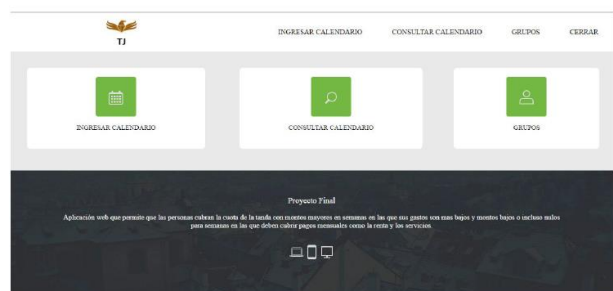 TJ
INGRESAR CALENDARIO CONSULTAR CALENDARIO GRUPOS CERRAR
INGRESAR CALENDARIO CONSULTAR CALENDARIO GRUPOS
Proyecto Final
Aplicación web que permite que las personas cubran la cuota de la tanda con montos mayores en semanas en las que sus gastos son mas bajos y montos bajos o incluso nulos
para semanas en las que deben cubrir pagos mensuales como la renta y los servicios